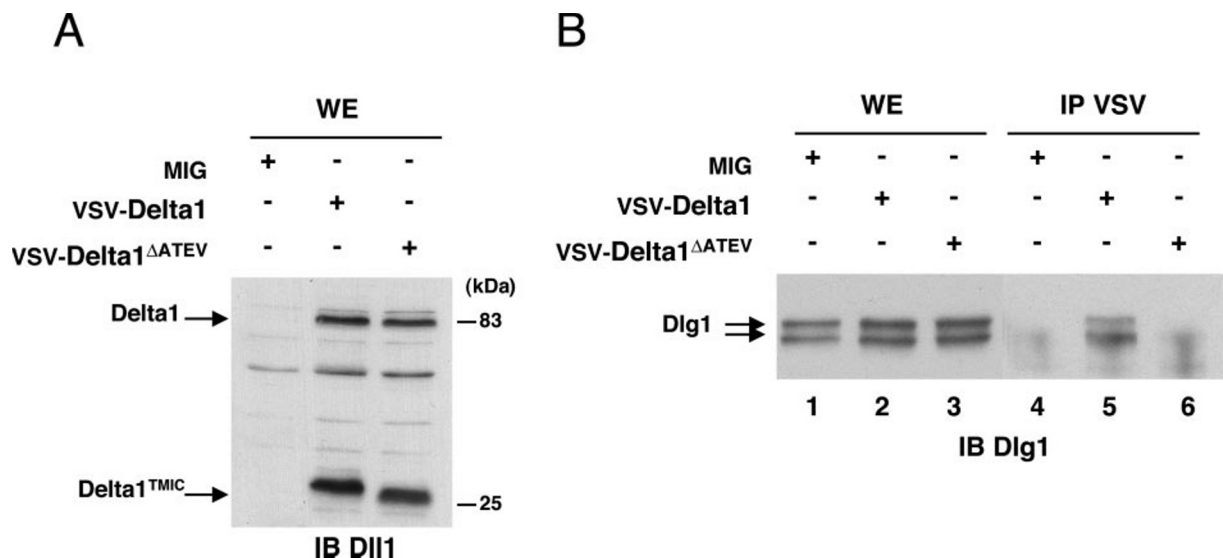 A
WE
MIG + - -
VSV-Delta1 - + -
VSV-Delta1ΔATEV - - +
(kDa)
Delta1
83
Delta1TMIC
25
IB Dll1
B
WE IP VSV
MIG + - - + - -
VSV-Delta1 - + - - + -
VSV-Delta1ΔATEV - - + - - +
Dlg1
1 2 3 4 5 6
IB Dlg1